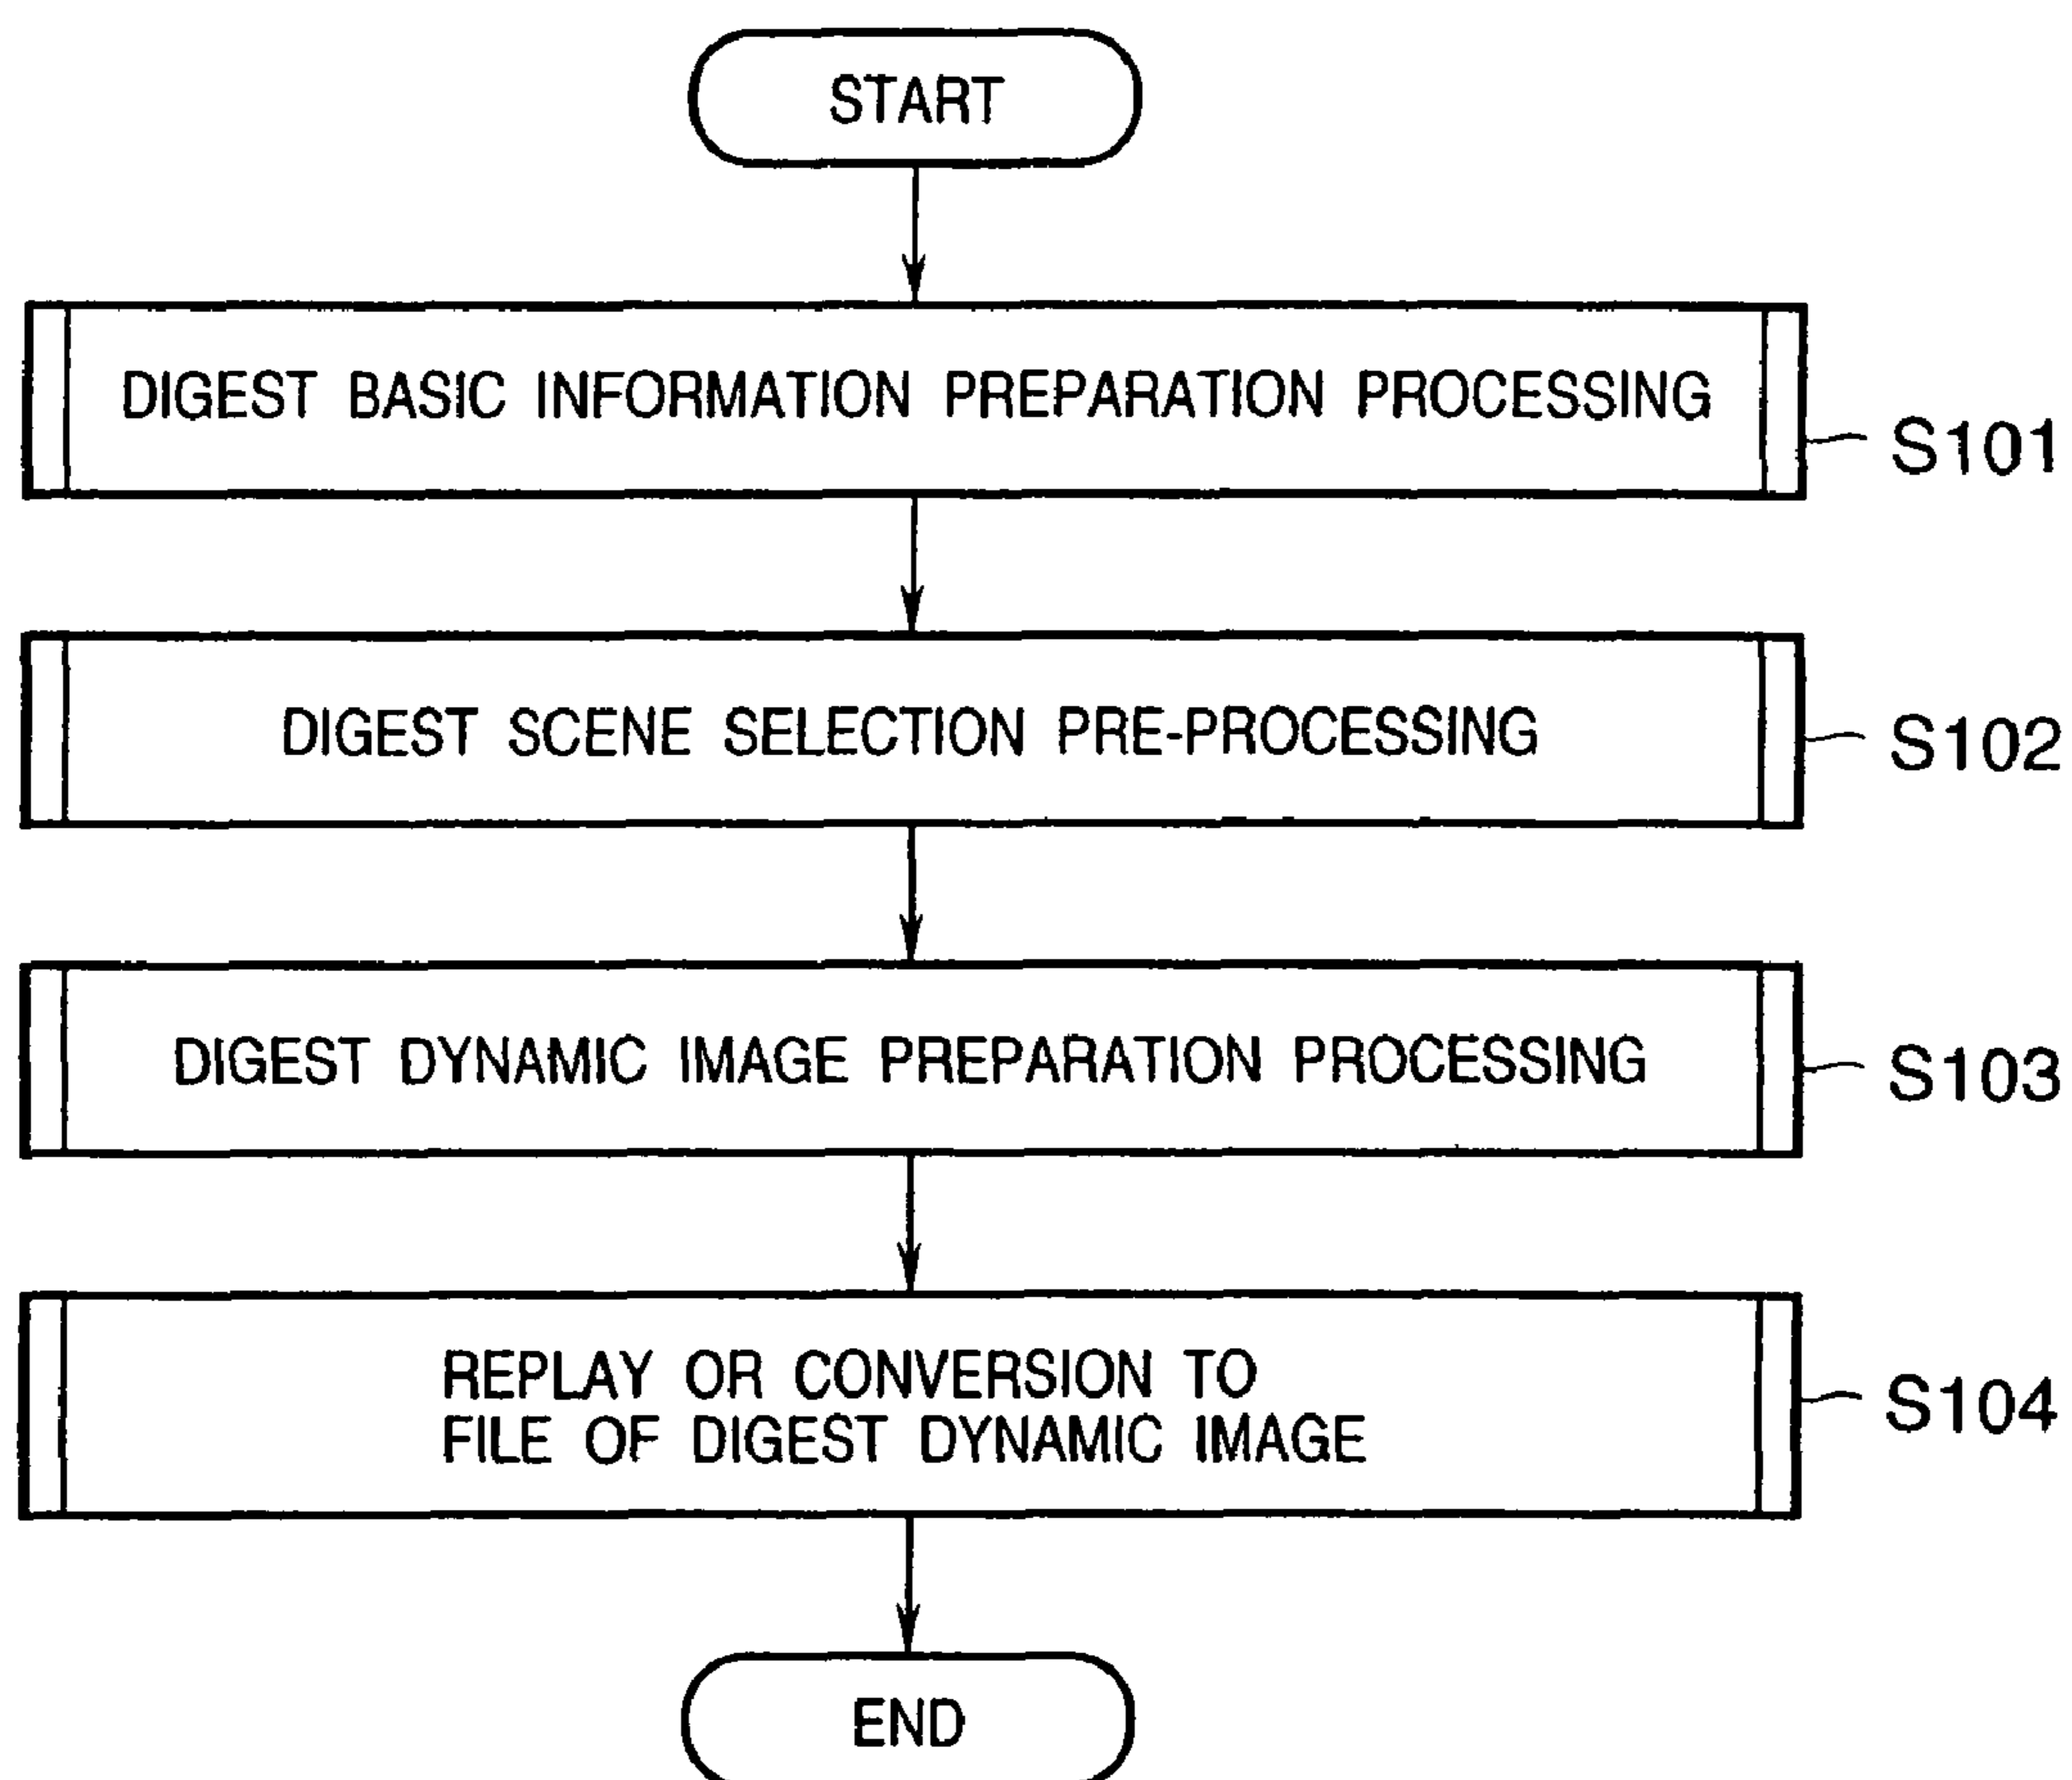 START
DIGEST BASIC INFORMATION PREPARATION PROCESSING
S101
DIGEST SCENE SELECTION PRE-PROCESSING
S102
DIGEST DYNAMIC IMAGE PREPARATION PROCESSING
S103
REPLAY OR CONVERSION TO
FILE OF DIGEST DYNAMIC IMAGE
S104
END